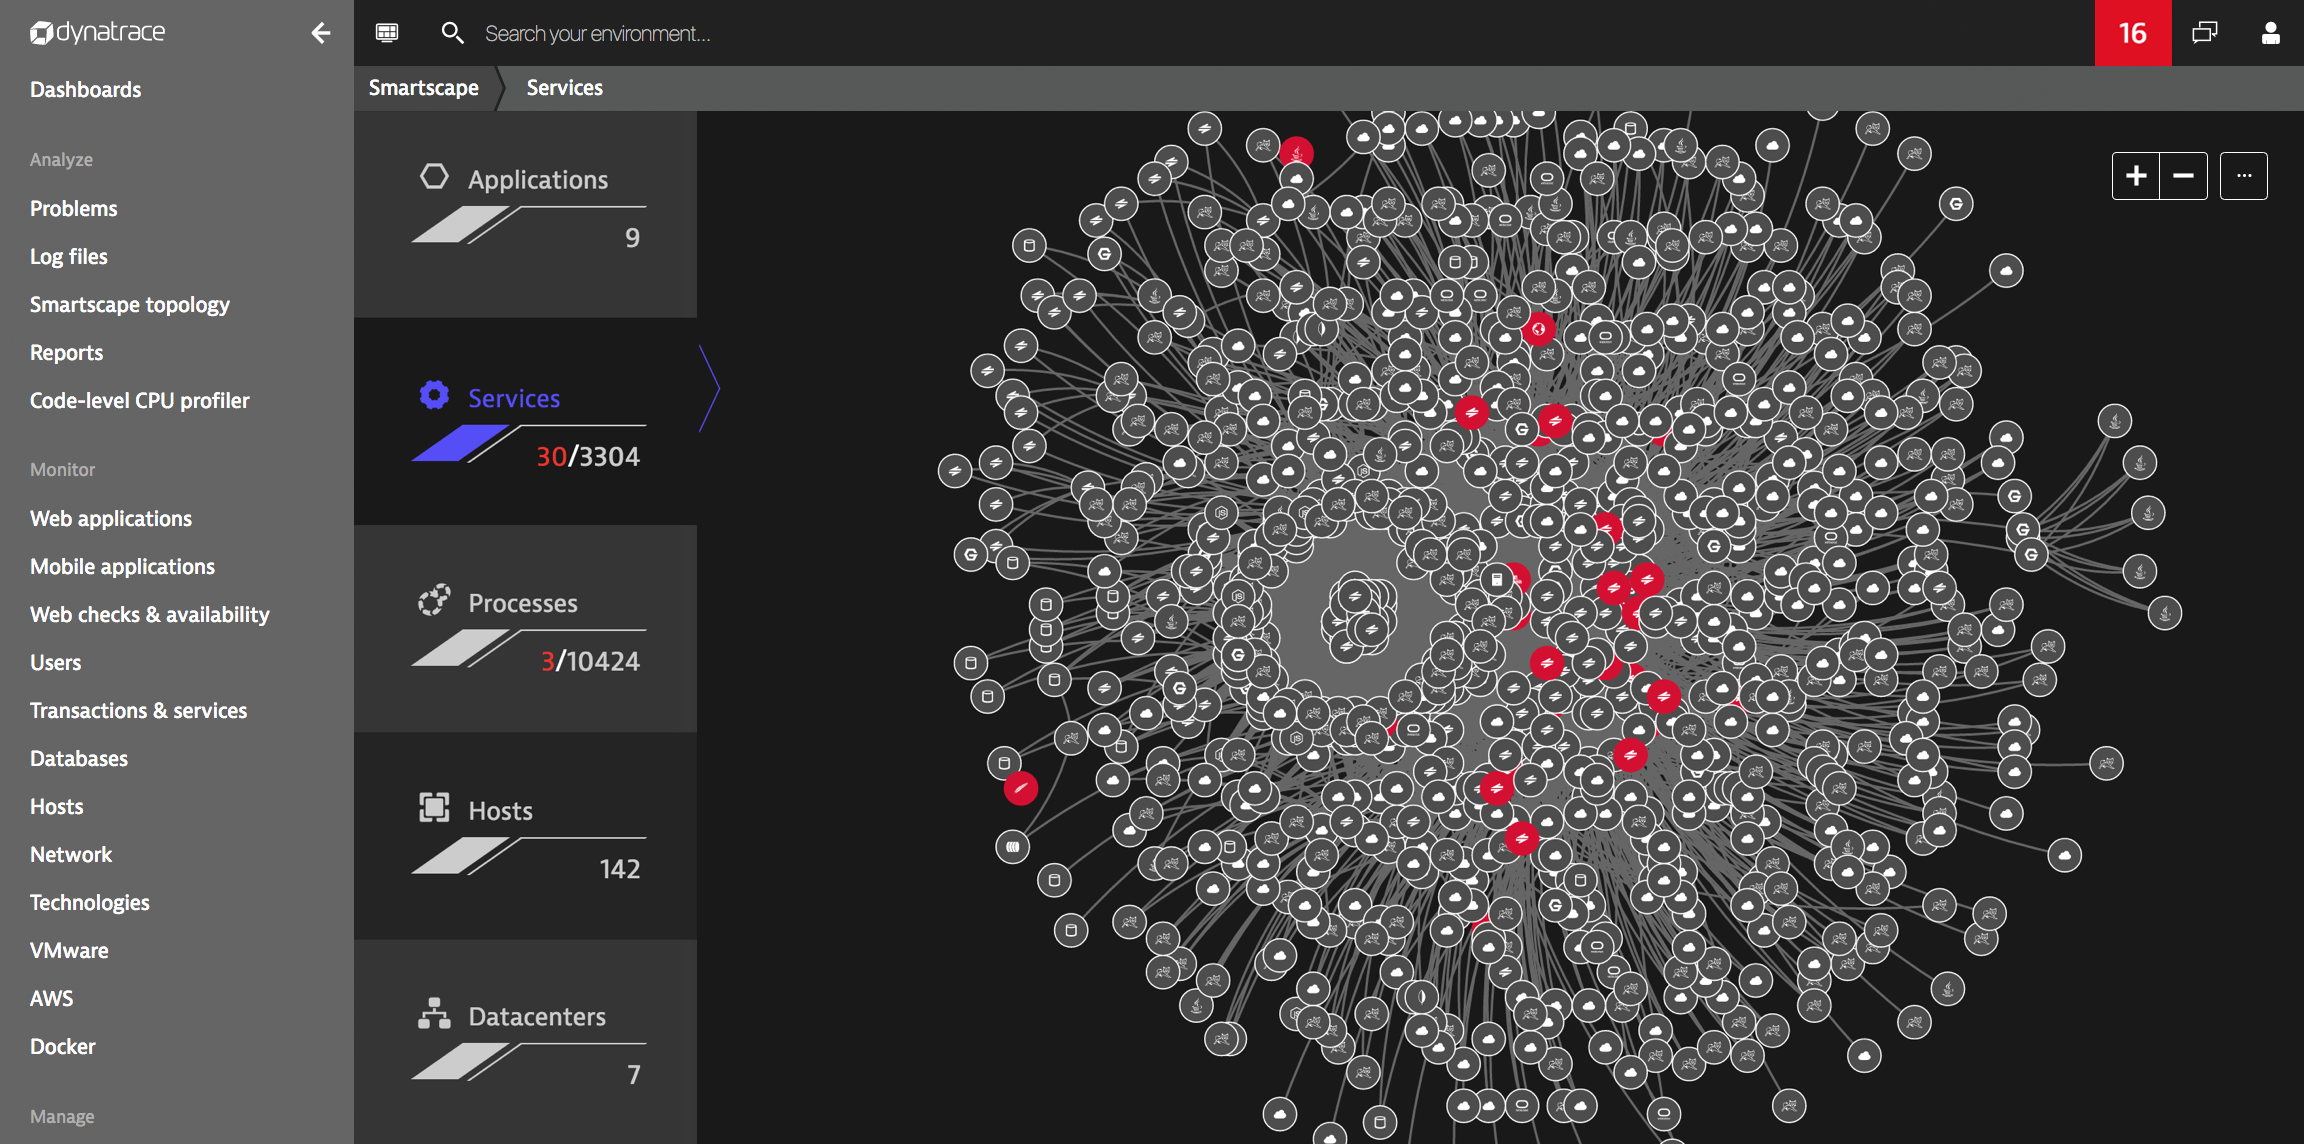 dynatrace
Search your environment...
16
Smartscape
Services
Dashboards
Analyze
Problems
Log files
Smartscape topology
Reports
Code-level CPU profiler
Monitor
Web applications
Mobile applications
Web checks & availability
Users
Transactions & services
Databases
Hosts
Network
Technologies
VMware
AWS
Docker
Manage
Applications
9
Services
30/3304
Processes
3/10424
Hosts
142
Datacenters
7